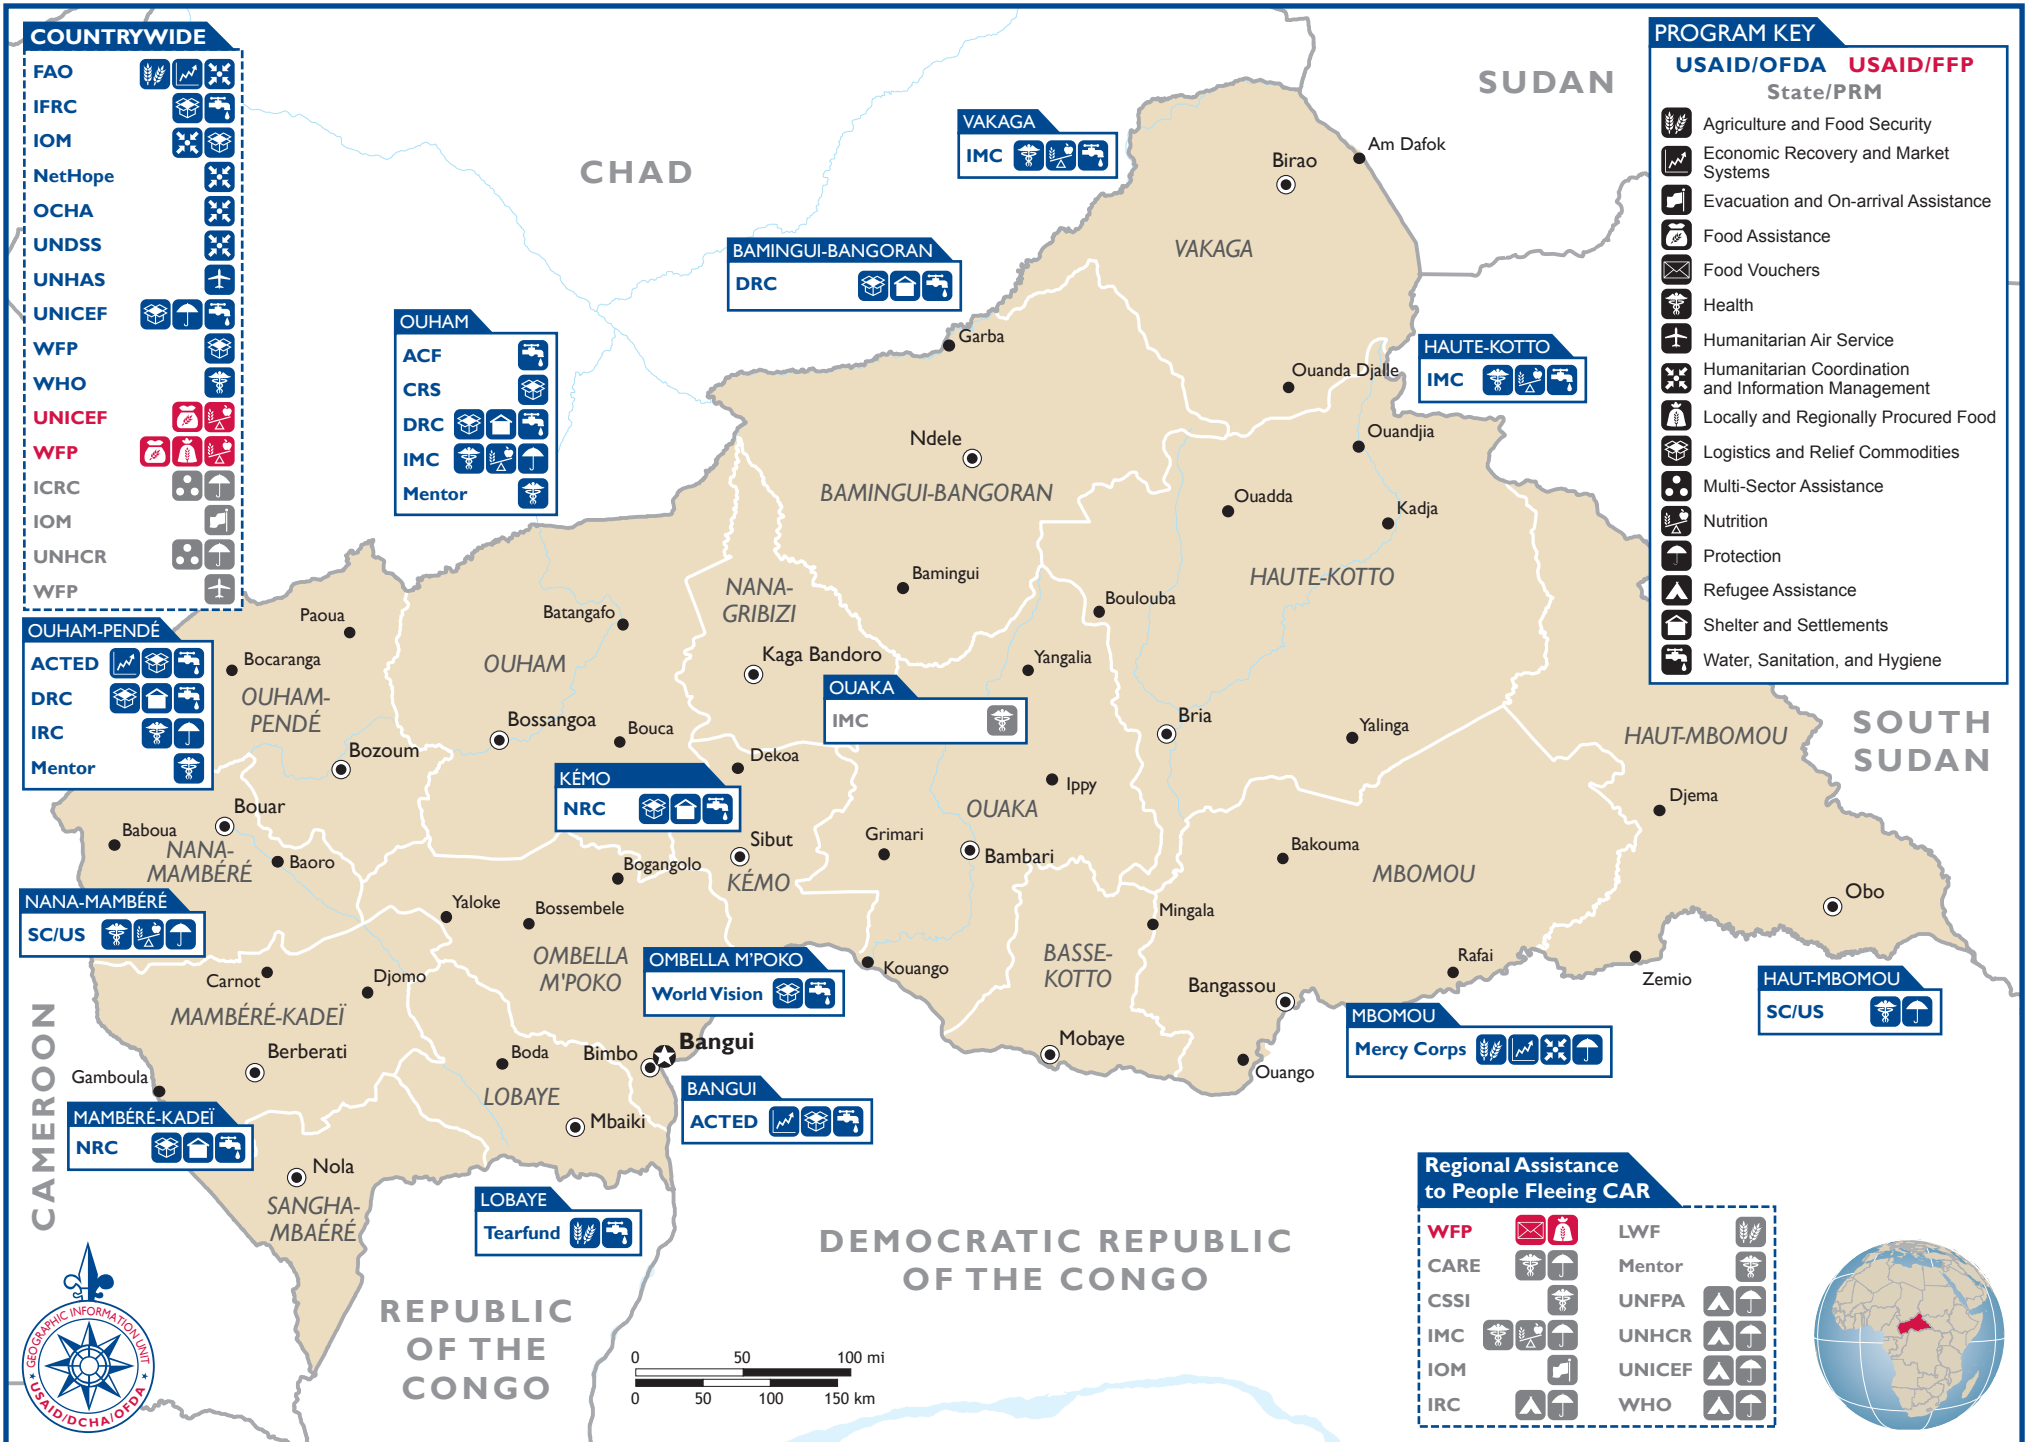 COUNTRYWIDE
FAO
IFRC
IOM
NetHope
OCHA
UNDSS
UNHAS
UNICEF
WFP
WHO
UNICEF
WFP
ICRC
IOM
UNHCR
WFP
OUHAM-PENDÉ
ACTED
DRC
IRC
Mentor
NANA-MAMBÉRÉ
SC/US
MAMBÉRÉ-KADEÏ
NRC
OUHAM
ACF
CRS
DRC
IMC
Mentor
BAMINGUI-BANGORAN
DRC
VAKAGA
IMC
HAUTE-KOTTO
IMC
OUAKA
IMC
KÉMO
NRC
OMBELLA M'POKO
World Vision
BANGUI
ACTED
LOBAYE
Tearfund
MBOMOU
Mercy Corps
HAUT-MBOMOU
SC/US
PROGRAM KEY
USAID/OFDA USAID/FFP
State/PRM
Agriculture and Food Security
Economic Recovery and Market
Systems
Evacuation and On-arrival Assistance
Food Assistance
Food Vouchers
Health
Humanitarian Air Service
Humanitarian Coordination
and Information Management
Locally and Regionally Procured Food
Logistics and Relief Commodities
Multi-Sector Assistance
Nutrition
Protection
Refugee Assistance
Shelter and Settlements
Water, Sanitation, and Hygiene
CHAD
SUDAN
SOUTH
SUDAN
CAMEROON
REPUBLIC
OF THE
CONGO
DEMOCRATIC REPUBLIC
OF THE CONGO
Am Dafok
Birao
VAKAGA
Garba
Ouanda Djalle
Ndele
BAMINGUI-BANGORAN
Ouandjia
Ouadda
Kadja
HAUTE-KOTTO
Bamingui
NANA-
GRIBIZI
Boulouba
Paoua
Batangafo
Bocaranga
OUHAM
Kaga Bandoro
Yangalia
OUHAM-
PENDÉ
Bossangoa
Bouca
Bria
Yalinga
HAUT-MBOMOU
Bozoum
Dekoa
Ippy
OUAKA
Djema
Bouar
Baboua
NANA-
MAMBÉRÉ
Baoro
Sibut
Grimari
Bambari
Bakouma
MBOMOU
Bogangolo
KÉMO
Obo
Yaloke
Bossembele
Mingala
OMBELLA
M'POKO
BASSE-
KOTTO
Rafai
Zemio
Carnot
Djomo
Kouango
Bangassou
MAMBÉRÉ-KADEÏ
Berberati
Boda
Bimbo
Bangui
Mobaye
Ouango
Gamboula
LOBAYE
Mbaiki
Nola
SANGHA-
MBAÉRÉ
0 50 100 mi
0 50 100 150 km
Regional Assistance
to People Fleeing CAR
WFP
CARE
CSSI
IMC
IOM
IRC
LWF
Mentor
UNFPA
UNHCR
UNICEF
WHO
GEOGRAPHIC INFORMATION UNIT
USAID/DCHA/OFDA